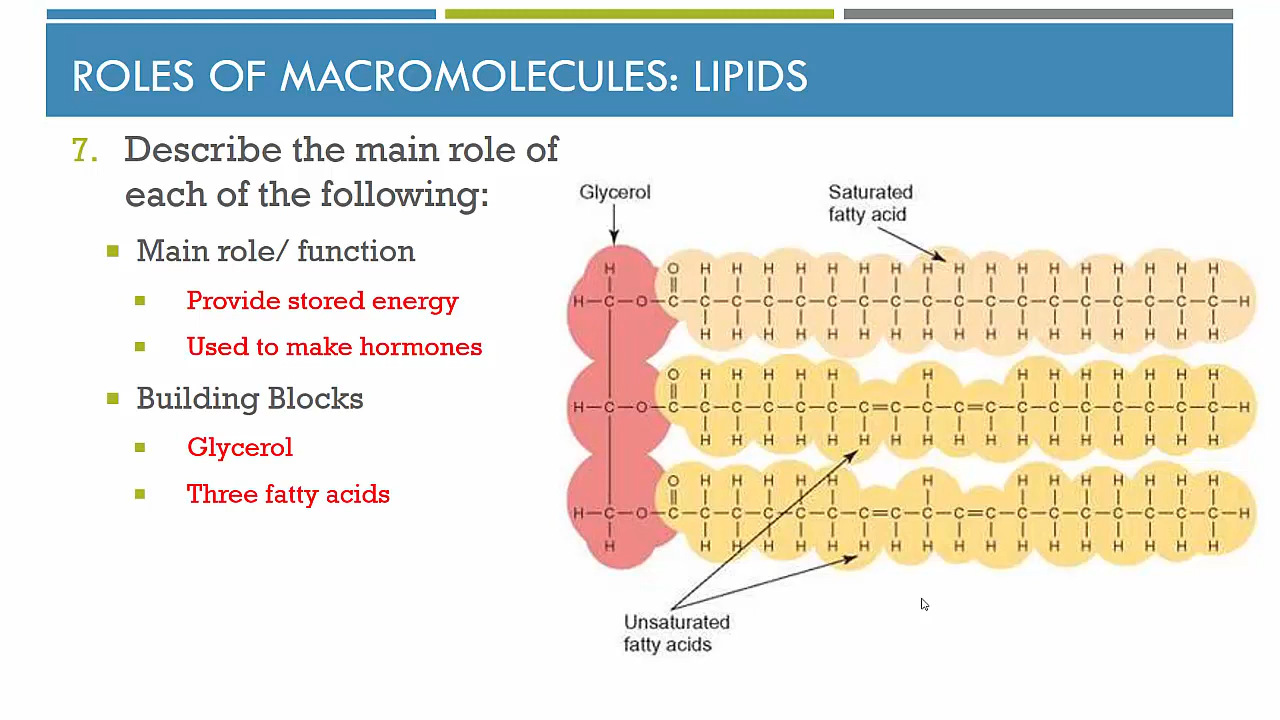 ROLES OF MACROMOLECULES: LIPIDS
7. Describe the main role of
each of the following:
Main role/ function
Provide stored energy
Used to make hormones
Building Blocks
Glycerol
Three fatty acids
Glycerol
Saturated
fatty acid
H O H H H H H H H H H H H H H H H H H
H–C–O–C–C–C–C–C–C–C–C–C–C–C–C–C–C–C–C–C–C–H
H H H H H H H H H H H H H H H H H
O H H H H H H H H H H H H H
H–C–O–C–C–C–C–C–C–C=C–C–C=C–C–C–C–C–C–C–C–H
H H H H H H H H H H H H H H H H H
O H H H H H H H H H H H H H
H–C–O–C–C–C–C–C–C–C=C–C–C=C–C–C–C–C–C–C–C–H
H H H H H H H H H H H H H H H H H H
Unsaturated
fatty acids